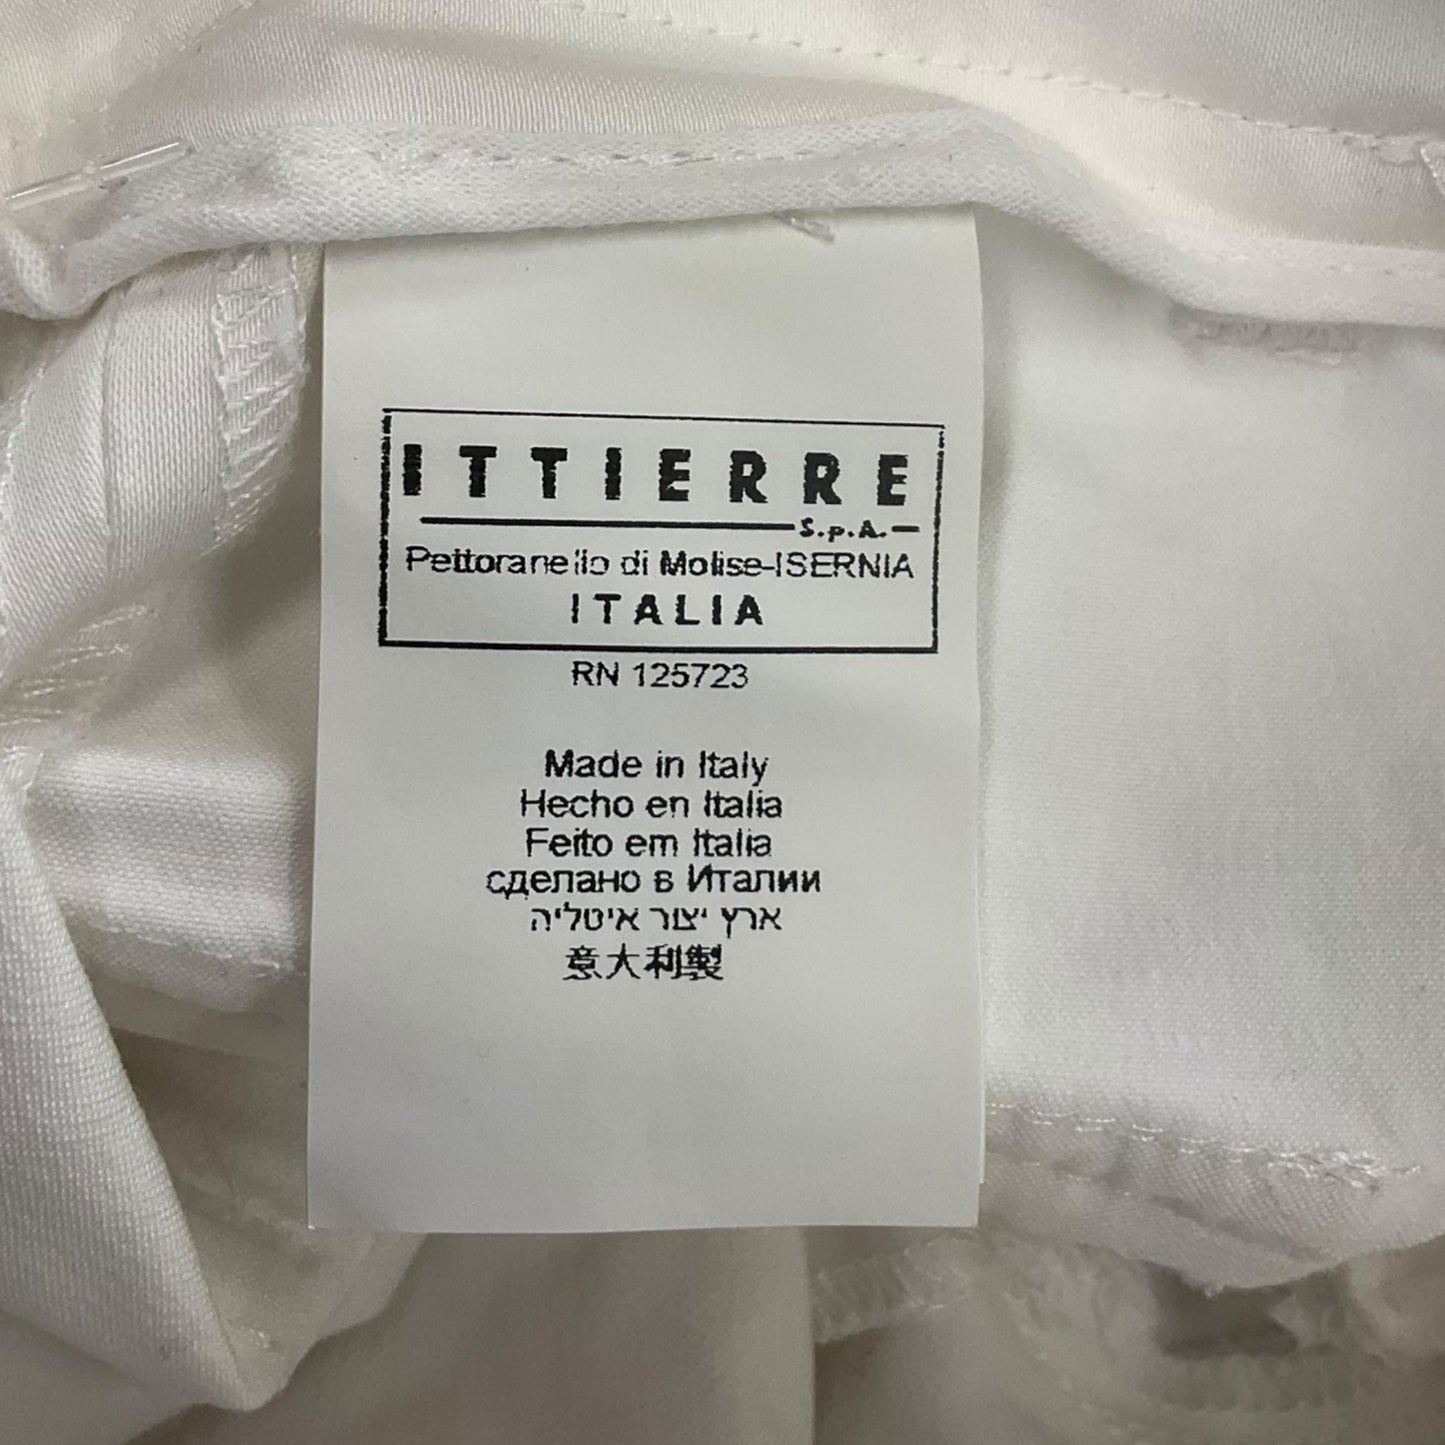 ITTIERRE
S.p.A.
Pettoranello di Molise-ISERNIA
ITALIA
RN 125723
Made in Italy
Hecho en Italia
Feito em Italia
сделано в Италии
ארץ יצור איטליה
意大利製